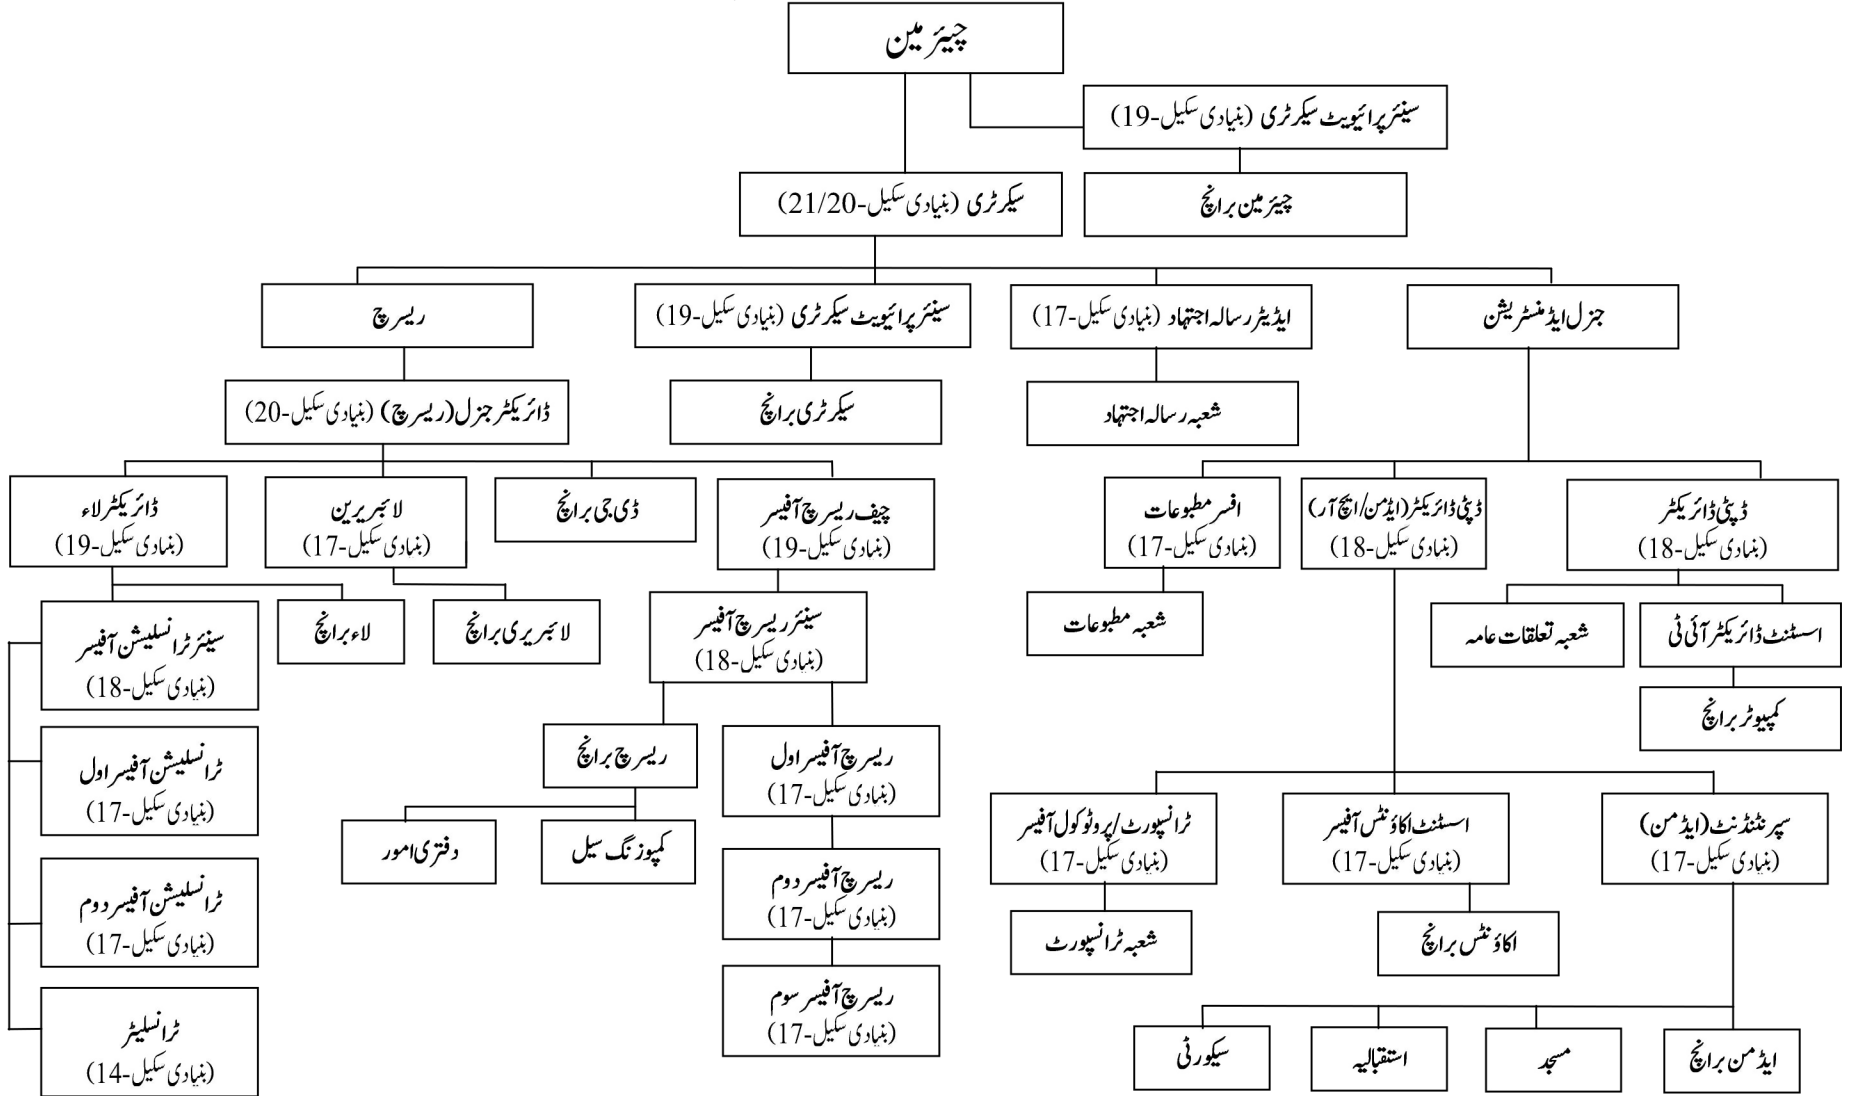 چیئرمین
سینئر پرائیویٹ سیکرٹری (بنیادی سکیل-19)
سیکرٹری (بنیادی سکیل-21/20)
چیئرمین برانچ
جنرل ایڈمنسٹریشن
ایڈیٹر رسالہ اجتہاد (بنیادی سکیل-17)
سینئر پرائیویٹ سیکرٹری (بنیادی سکیل-19)
ریسرچ
شعبہ رسالہ اجتہاد
سیکرٹری برانچ
ڈائریکٹر جنرل (ریسرچ) (بنیادی سکیل-20)
ڈپٹی ڈائریکٹر
(بنیادی سکیل-18)
ڈپٹی ڈائریکٹر (ایڈمن/ایچ آر)
(بنیادی سکیل-18)
افسر مطبوعات
(بنیادی سکیل-17)
چیف ریسرچ آفیسر
(بنیادی سکیل-19)
ڈی جی برانچ
لائبریرین
(بنیادی سکیل-17)
ڈائریکٹر لاء
(بنیادی سکیل-19)
اسسٹنٹ ڈائریکٹر آئی ٹی
شعبہ تعلقات عامہ
شعبہ مطبوعات
سینئر ریسرچ آفیسر
(بنیادی سکیل-18)
لائبریری برانچ
لاء برانچ
سینئر ٹرانسلیشن آفیسر
(بنیادی سکیل-18)
کمپیوٹر برانچ
ریسرچ آفیسر اول
(بنیادی سکیل-17)
ریسرچ برانچ
ٹرانسلیشن آفیسر اول
(بنیادی سکیل-17)
سپرنٹنڈنٹ (ایڈمن)
(بنیادی سکیل-17)
اسسٹنٹ اکاؤنٹس آفیسر
(بنیادی سکیل-17)
ٹرانسپورٹ/پروٹوکول آفیسر
(بنیادی سکیل-17)
کمپوزنگ سیل
دفتری امور
ریسرچ آفیسر دوم
(بنیادی سکیل-17)
ٹرانسلیشن آفیسر دوم
(بنیادی سکیل-17)
اکاؤنٹس برانچ
شعبہ ٹرانسپورٹ
ریسرچ آفیسر سوم
(بنیادی سکیل-17)
ٹرانسلیٹر
(بنیادی سکیل-14)
ایڈمن برانچ
مسجد
استقبالیہ
سیکورٹی